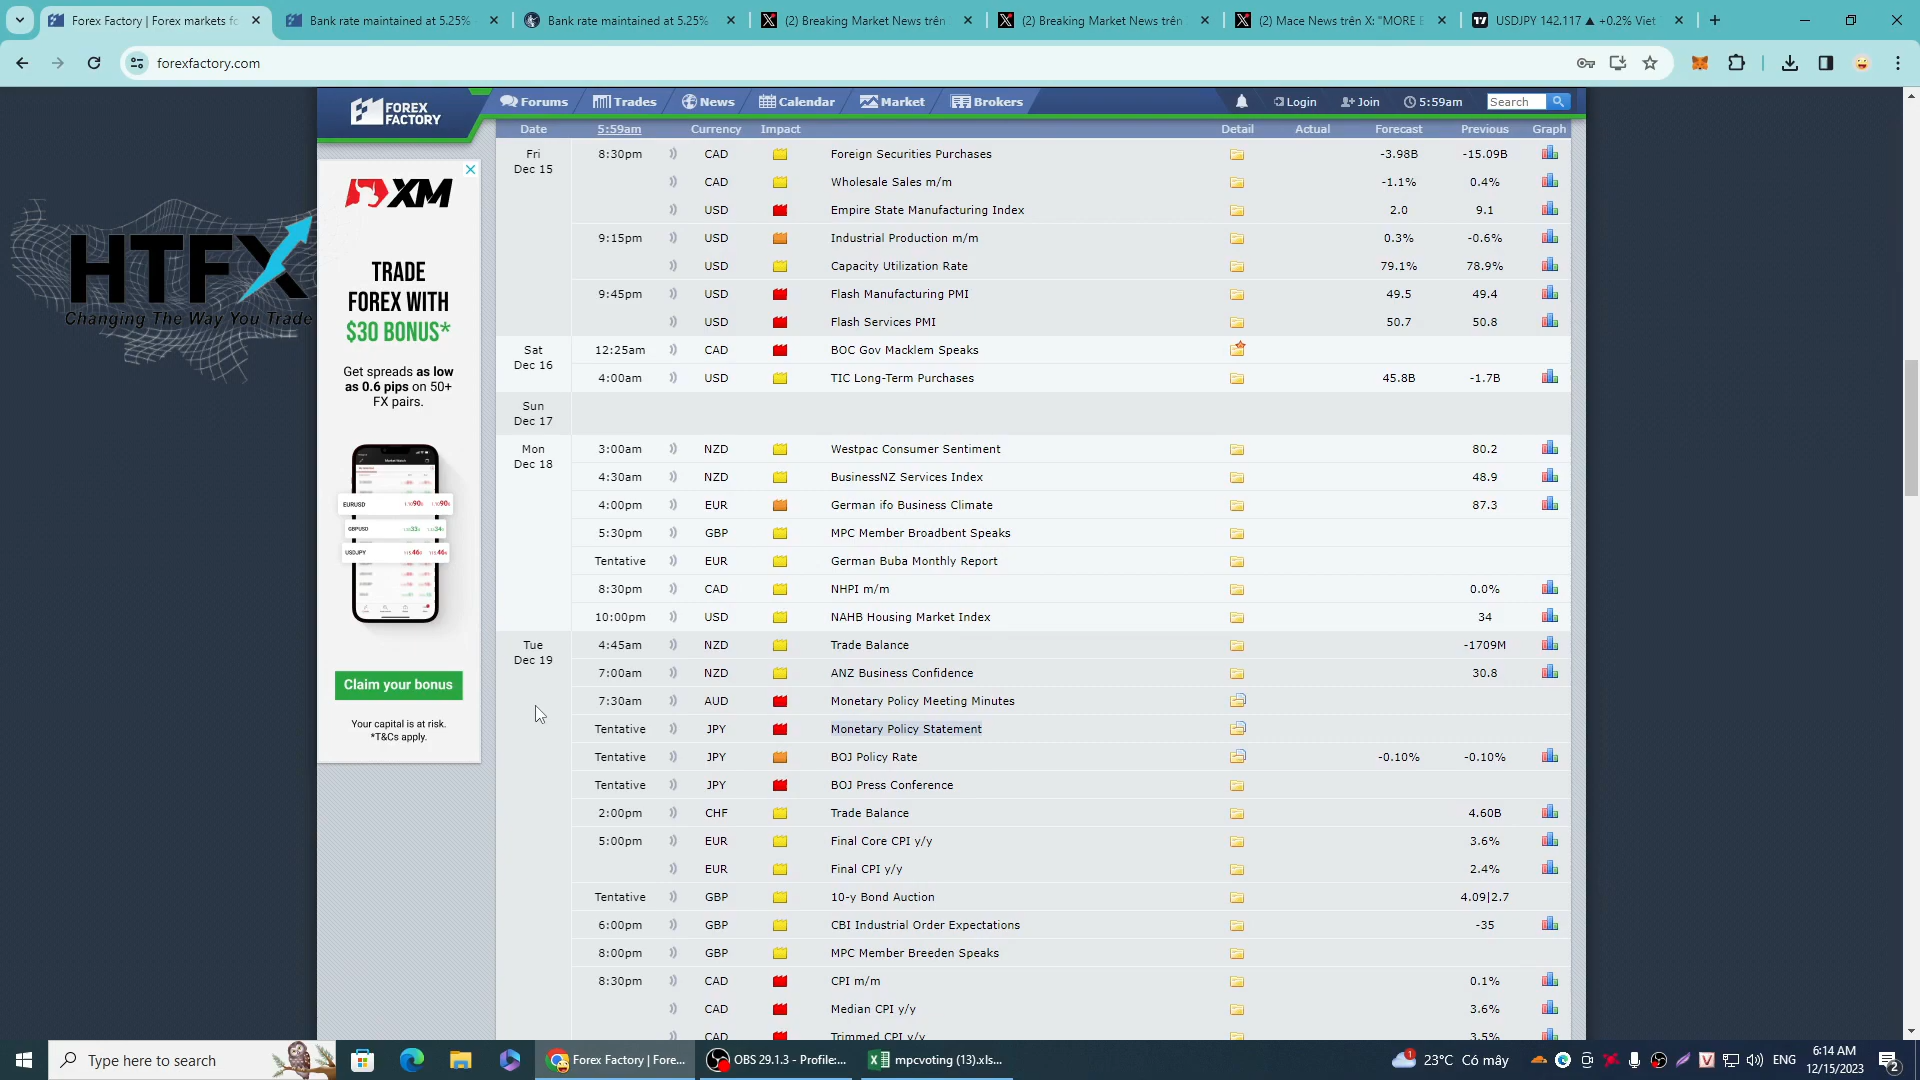 Forex Factory | Forex markets fo
Bank rate maintained at 5.25% -
Bank rate maintained at 5.25%
(2) Breaking Market News trên
(2) Breaking Market News trên
(2) Mace News trên X: "MORE E
USDJPY 142.117 ▲ +0.2% Viet
forexfactory.com
FOREX FACTORY
Forums Trades News Calendar Market Brokers Login Join 5:59am Search
Date 5:59am Currency Impact Detail Actual Forecast Previous Graph
Fri Dec 15 8:30pm CAD Foreign Securities Purchases -3.98B -15.09B
CAD Wholesale Sales m/m -1.1% 0.4%
USD Empire State Manufacturing Index 2.0 9.1
9:15pm USD Industrial Production m/m 0.3% -0.6%
USD Capacity Utilization Rate 79.1% 78.9%
9:45pm USD Flash Manufacturing PMI 49.5 49.4
USD Flash Services PMI 50.7 50.8
Sat Dec 16 12:25am CAD BOC Gov Macklem Speaks
4:00am USD TIC Long-Term Purchases 45.8B -1.7B
Sun Dec 17
Mon Dec 18 3:00am NZD Westpac Consumer Sentiment 80.2
4:30am NZD BusinessNZ Services Index 48.9
4:00pm EUR German ifo Business Climate 87.3
5:30pm GBP MPC Member Broadbent Speaks
Tentative EUR German Buba Monthly Report
8:30pm CAD NHPI m/m 0.0%
10:00pm USD NAHB Housing Market Index 34
Tue Dec 19 4:45am NZD Trade Balance -1709M
7:00am NZD ANZ Business Confidence 30.8
7:30am AUD Monetary Policy Meeting Minutes
Tentative JPY Monetary Policy Statement
Tentative JPY BOJ Policy Rate -0.10% -0.10%
Tentative JPY BOJ Press Conference
2:00pm CHF Trade Balance 4.60B
5:00pm EUR Final Core CPI y/y 3.6%
EUR Final CPI y/y 2.4%
Tentative GBP 10-y Bond Auction 4.09|2.7
6:00pm GBP CBI Industrial Order Expectations -35
8:00pm GBP MPC Member Breeden Speaks
8:30pm CAD CPI m/m 0.1%
CAD Median CPI y/y 3.6%
CAD Trimmed CPI y/y 3.5%
HTFX
Changing The Way You Trade
XM
TRADE
FOREX WITH
$30 BONUS*
Get spreads as low
as 0.6 pips on 50+
FX pairs.
EURUSD
GBPUSD
USDJPY
Claim your bonus
Your capital is at risk.
*T&Cs apply.
Type here to search
Forex Factory | Fore...
OBS 29.1.3 - Profile:...
mpcvoting (13).xls...
23°C Có mây
ENG
6:14 AM
12/15/2023